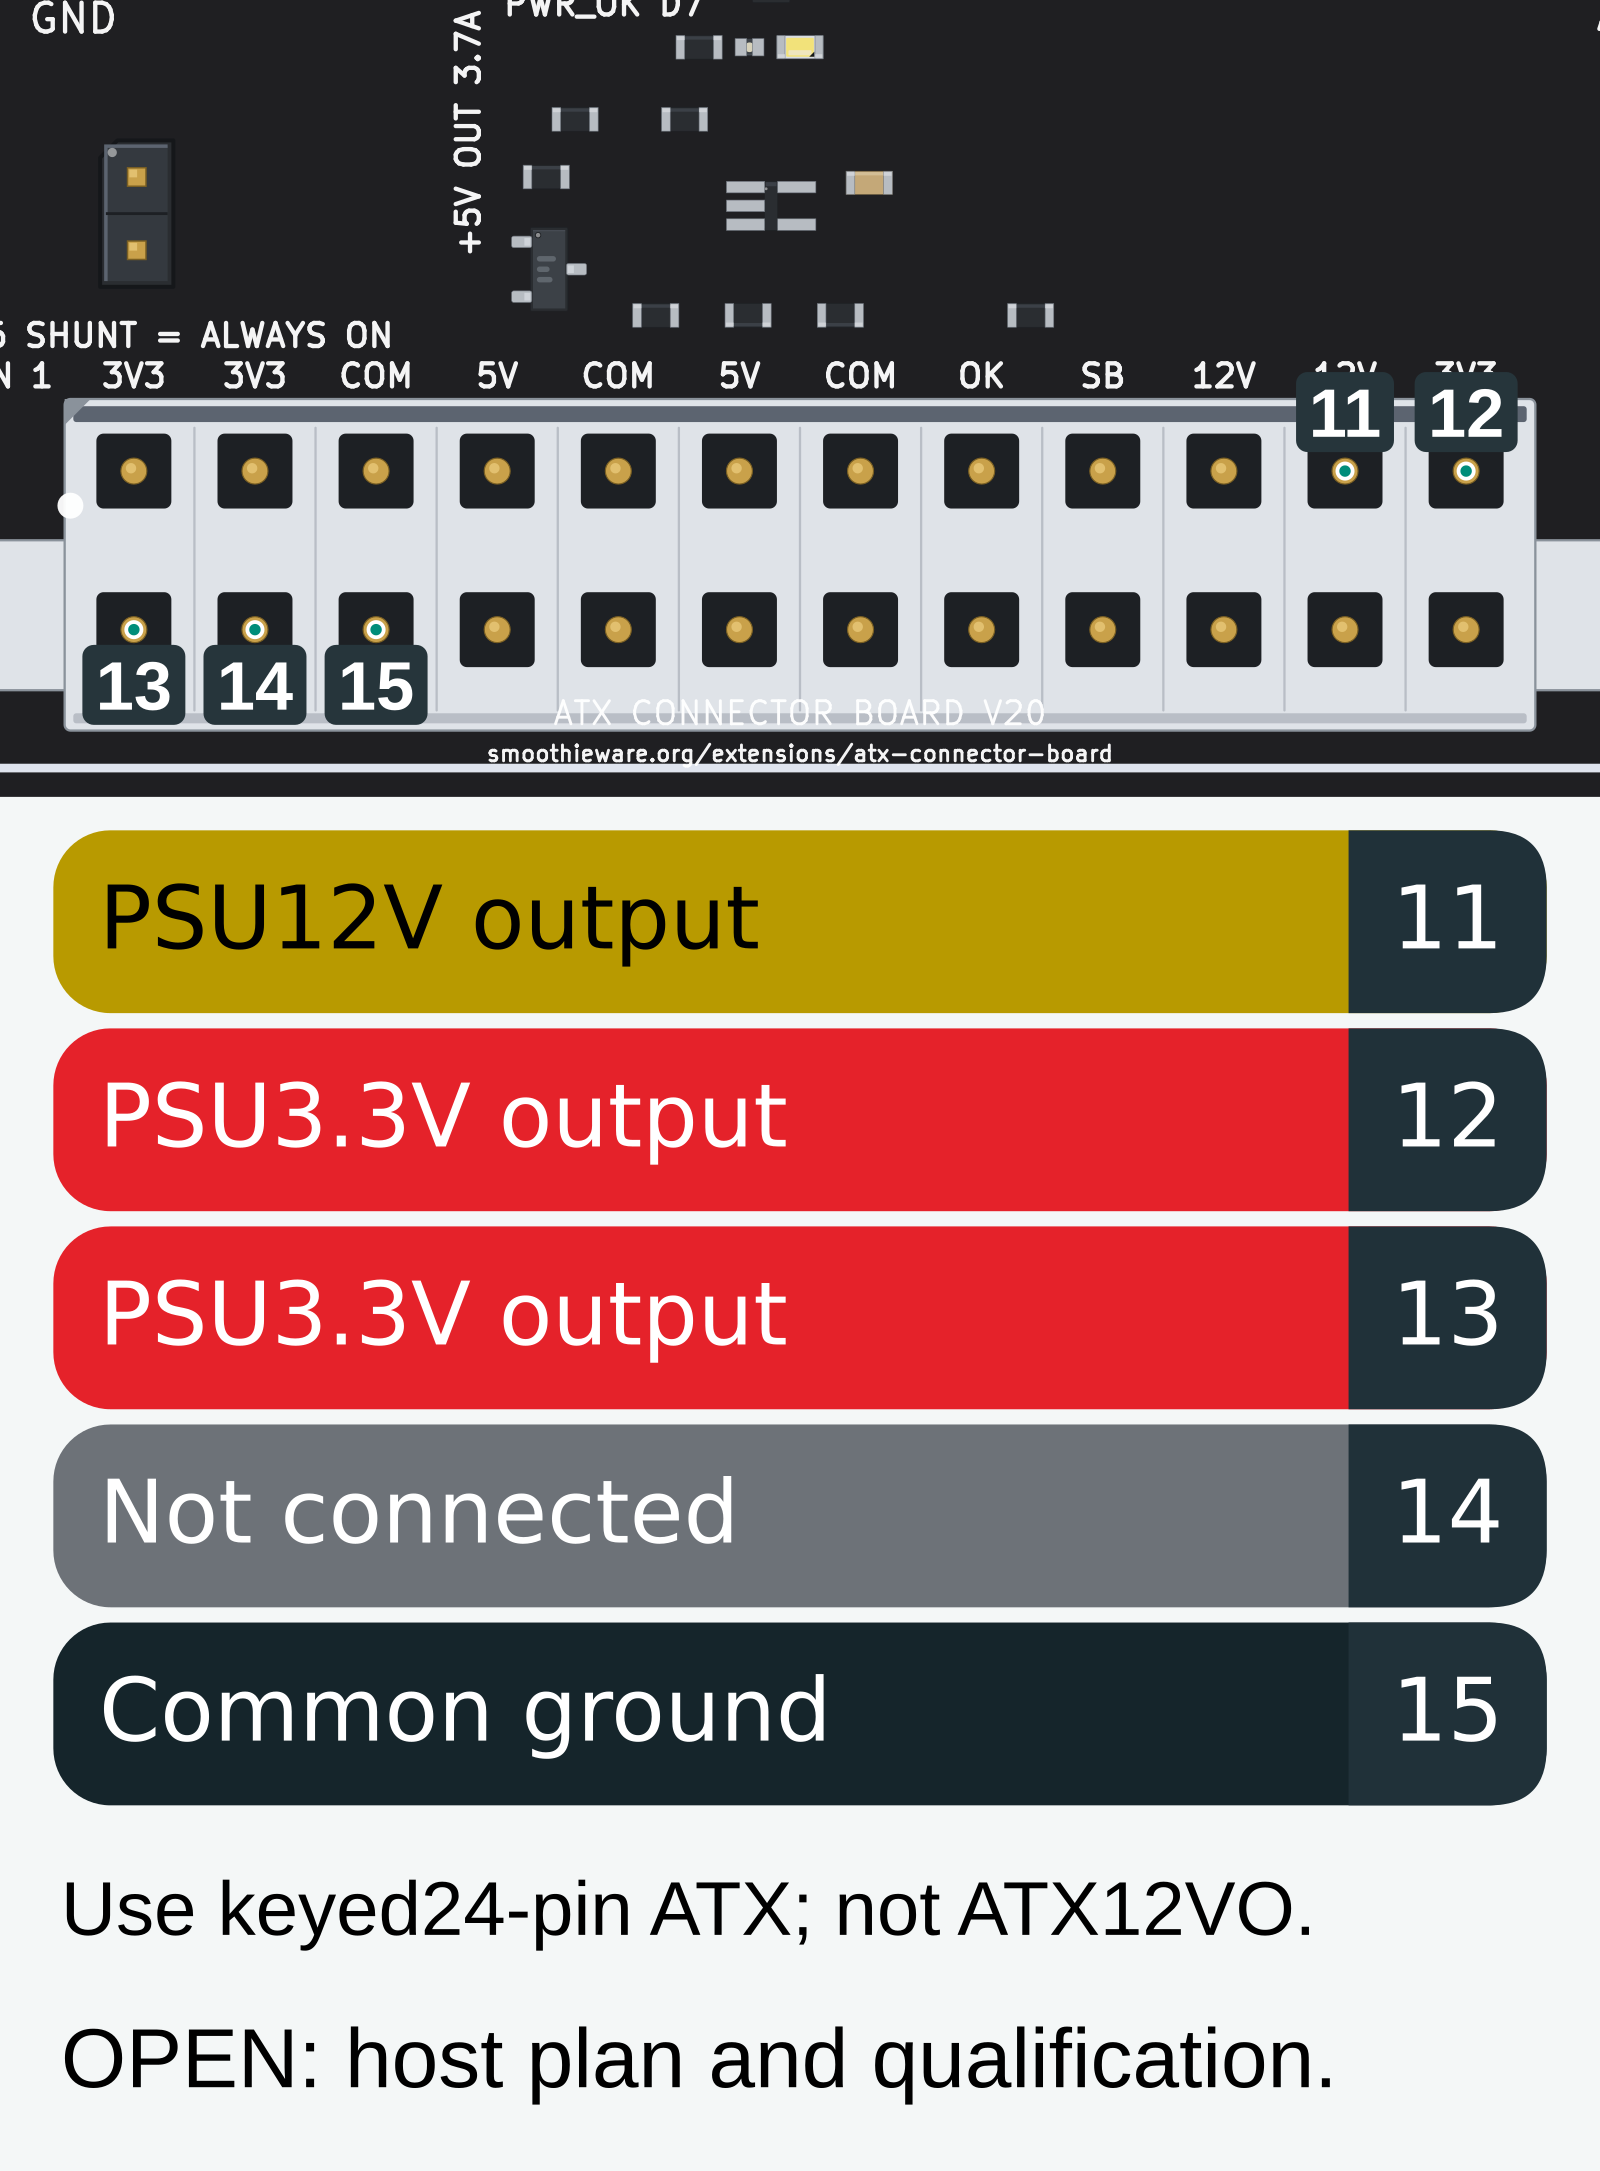 GND
+5V OUT 3.7A
SHUNT = ALWAYS ON
1 3V3 3V3 COM 5V COM 5V COM OK SB 12V 12V 3V3
11 12
13 14 15
ATX CONNECTOR BOARD V20
smoothieware.org/extensions/atx-connector-board
PSU12V output 11
PSU3.3V output 12
PSU3.3V output 13
Not connected 14
Common ground 15
Use keyed24-pin ATX; not ATX12VO.
OPEN: host plan and qualification.